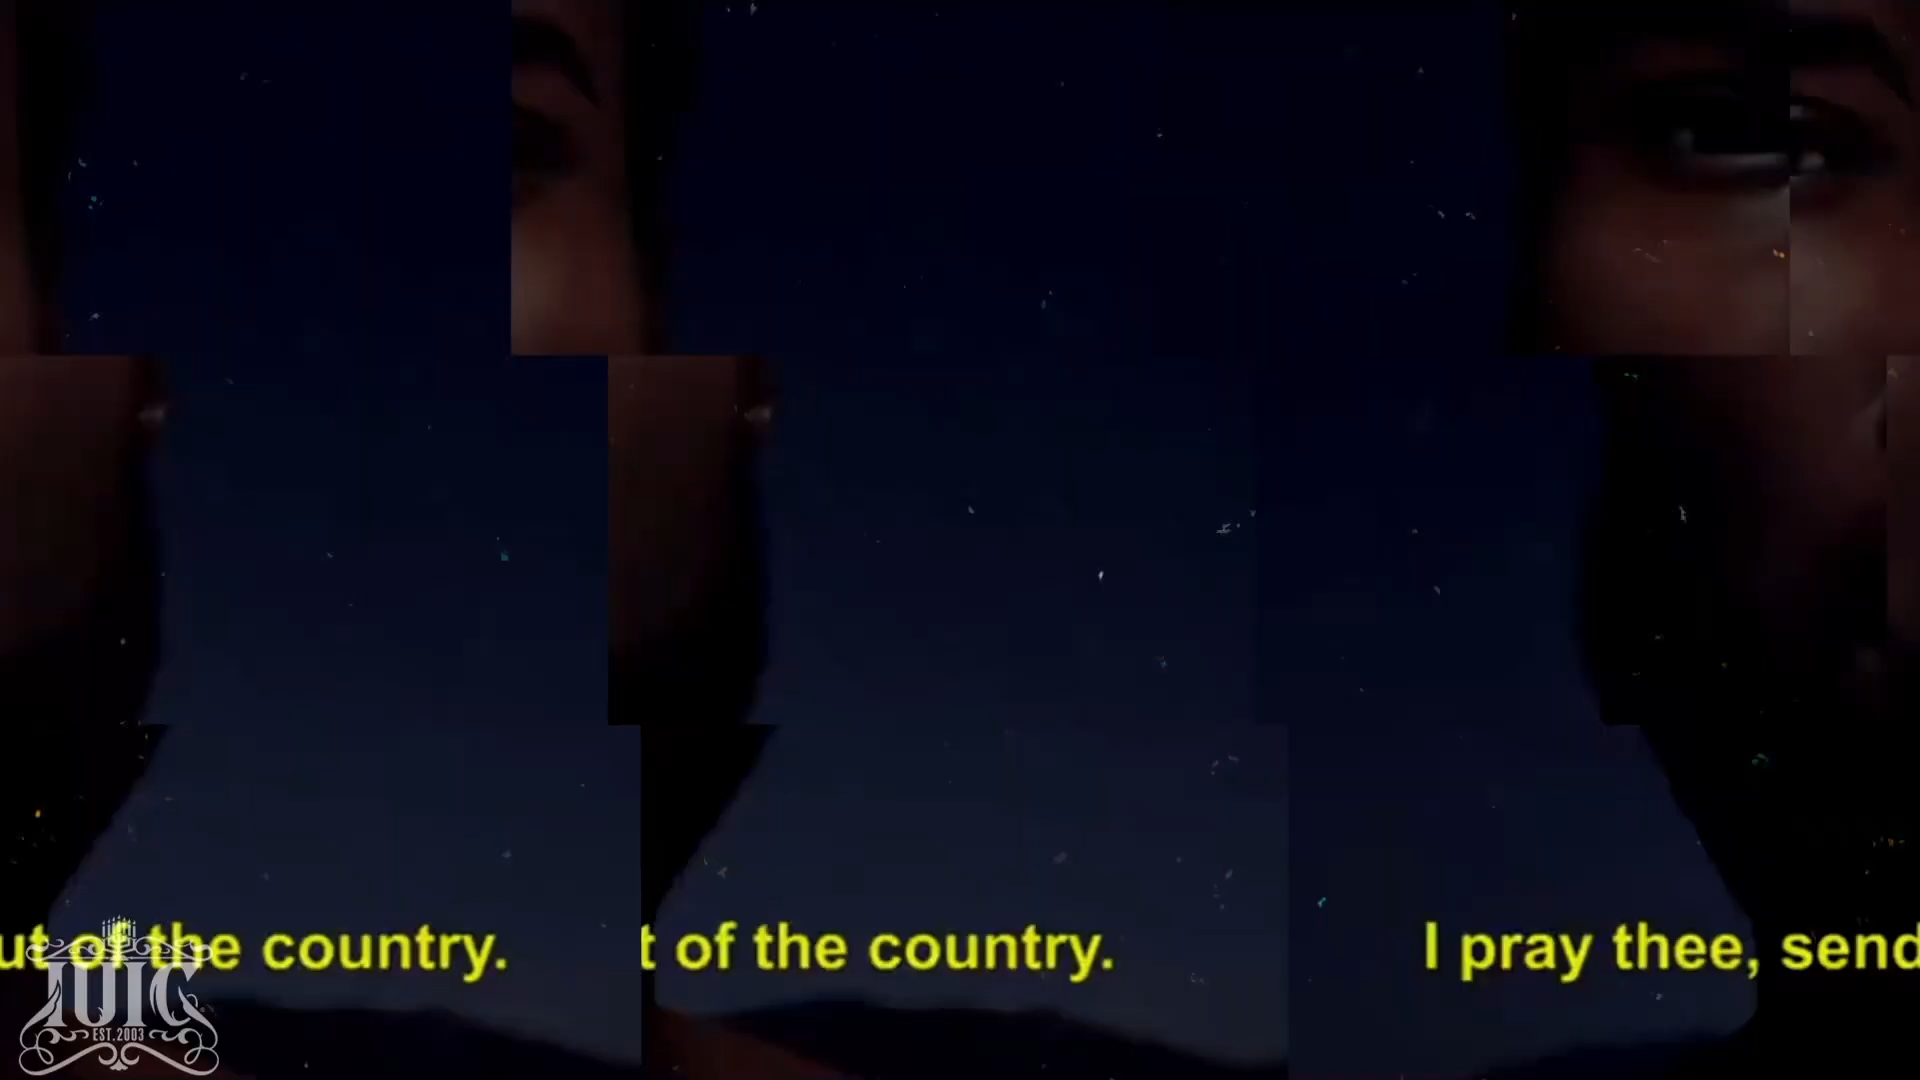 ut of the country. t of the country. I pray thee, send
IUIC
EST.2003